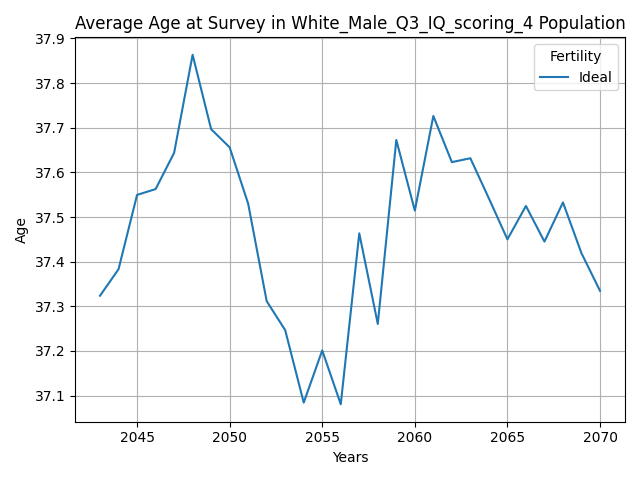 Average Age at Survey in White_Male_Q3_IQ_scoring_4 Population
37.9
37.8
37.7
37.6
37.5
37.4
37.3
37.2
37.1
Age
Fertility
Ideal
2045 2050 2055 2060 2065 2070
Years